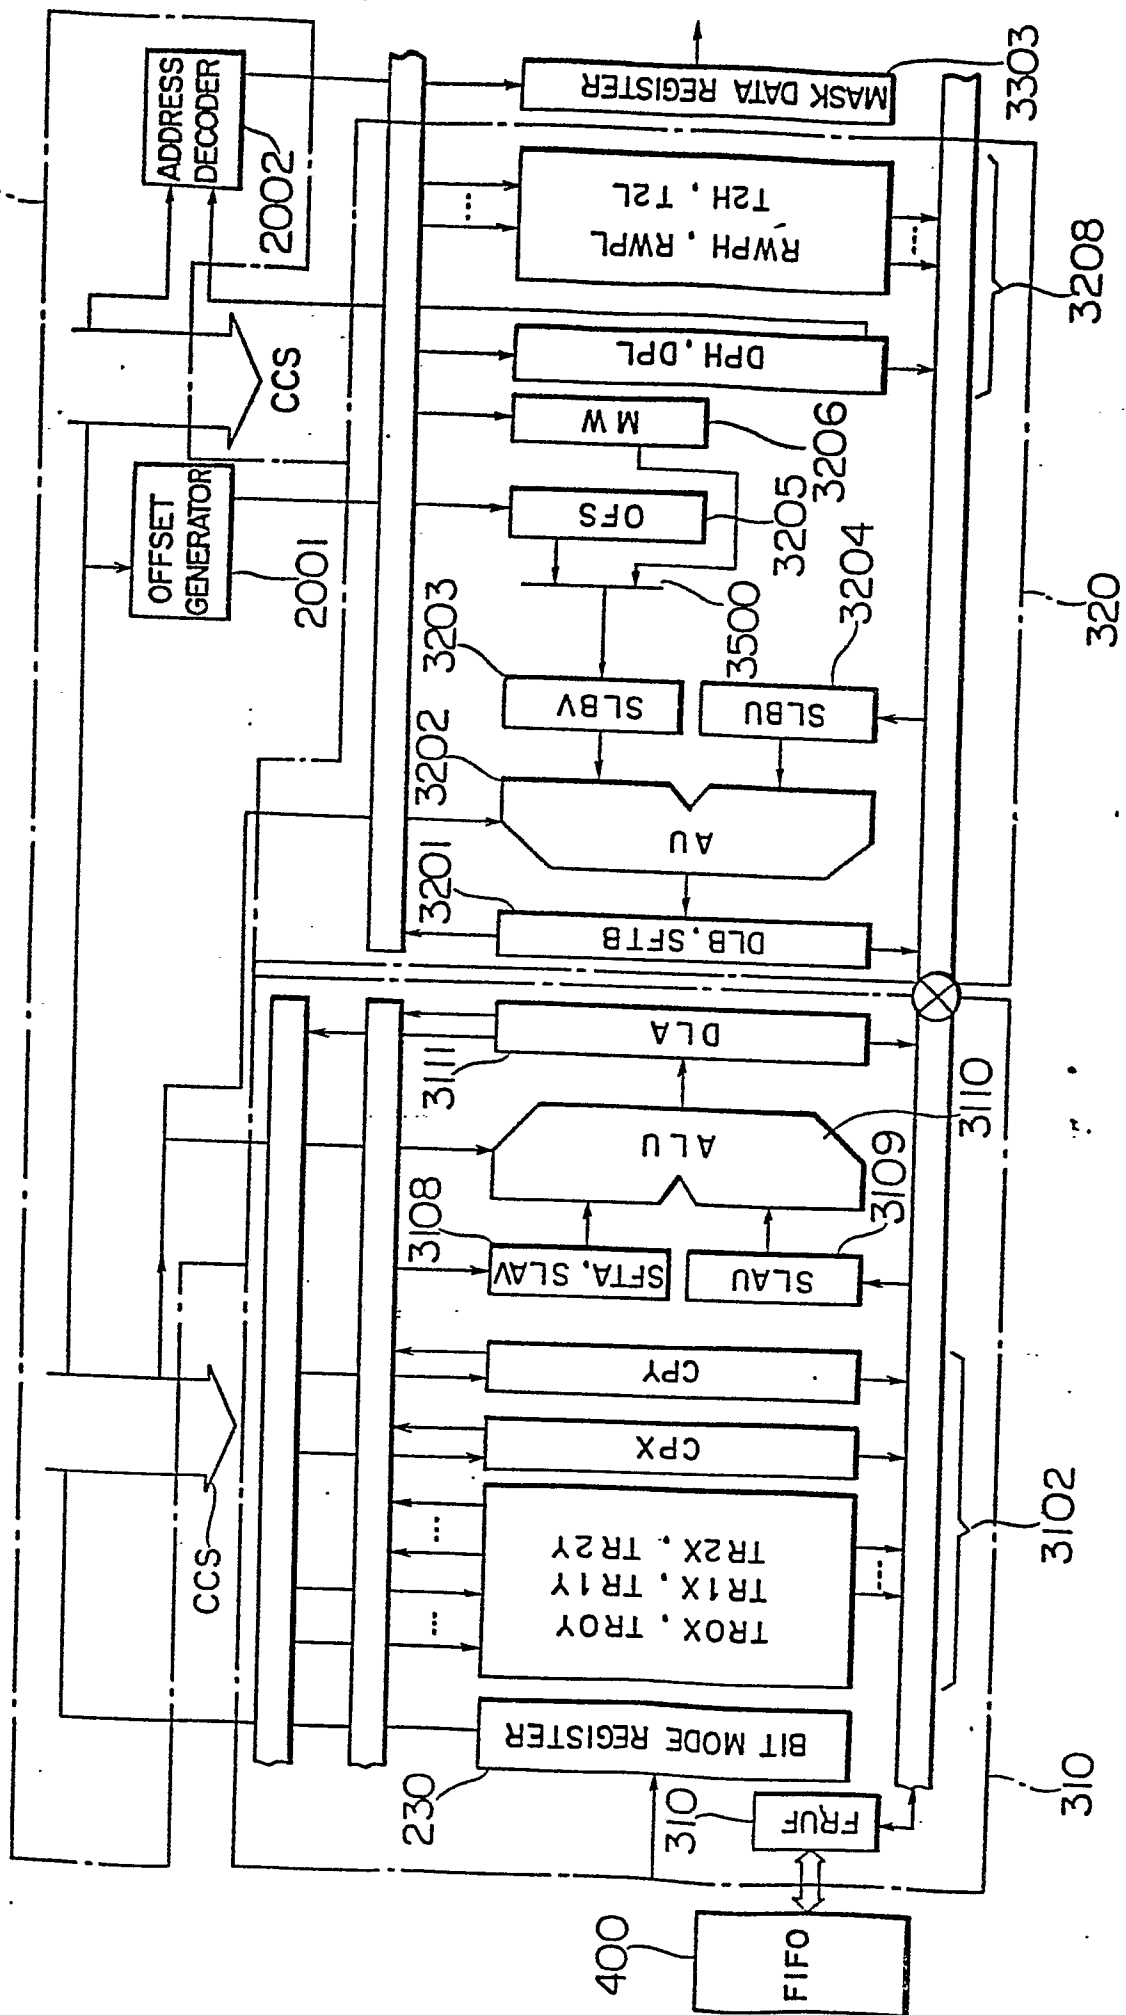 ADDRESS
DECODER
2002
CCS
OFFSET
GENERATOR
2001
CCS
MASK DATA REGISTER
3303
RWPH, RWPL
T2H, T2L
3208
DPH, DPL
MW
3206
OFS
3205
3500
SLBV
3203
SLBU
3204
AU
3202
DLB, SFTB
3201
320
DLA
3111
ALU
3110
SFTA, SLAV
3108
SLAU
3109
CPY
CPX
TR0X, TR0Y
TR1X, TR1Y
TR2X, TR2Y
3102
BIT MODE REGISTER
230
FRUF
310
310
FIFO
400